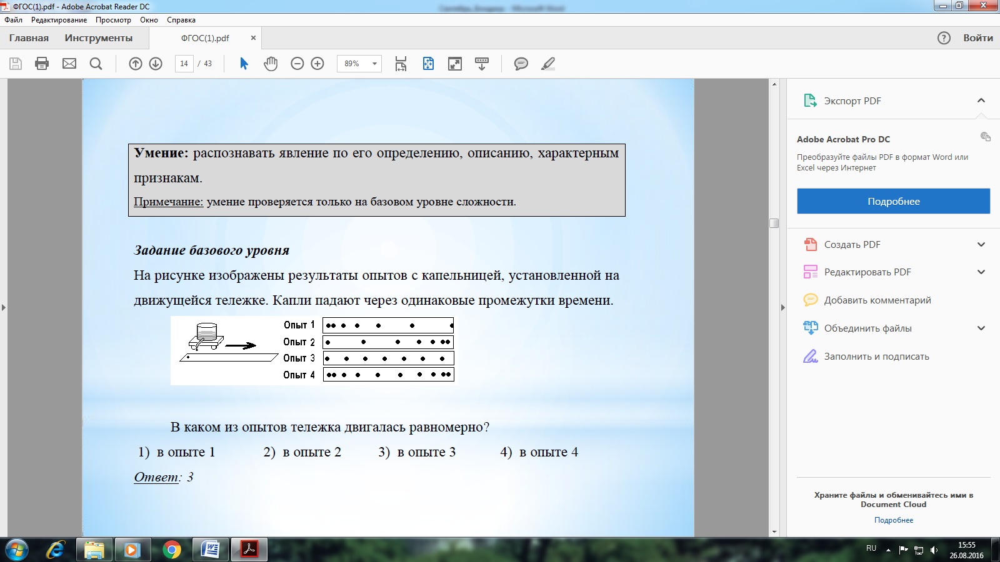 ФГОС(1).pdf - Adobe Acrobat Reader DC
Файл Редактирование Просмотр Окно Справка
Главная Инструменты ФГОС(1).pdf × ? Войти
14 / 43 89%
Умение: распознавать явление по его определению, описанию, характерным
признакам.
Примечание: умение проверяется только на базовом уровне сложности.
Задание базового уровня
На рисунке изображены результаты опытов с капельницей, установленной на
движущейся тележке. Капли падают через одинаковые промежутки времени.
Опыт 1
Опыт 2
Опыт 3
Опыт 4
В каком из опытов тележка двигалась равномерно?
1) в опыте 1 2) в опыте 2 3) в опыте 3 4) в опыте 4
Ответ: 3
Экспорт PDF
Adobe Acrobat Pro DC
Преобразуйте файлы PDF в формат Word или
Excel через Интернет
Подробнее
Создать PDF
Редактировать PDF
Добавить комментарий
Объединить файлы
Заполнить и подписать
Храните файлы и обменивайтесь ими в
Document Cloud
Подробнее
RU 15:55
26.08.2016